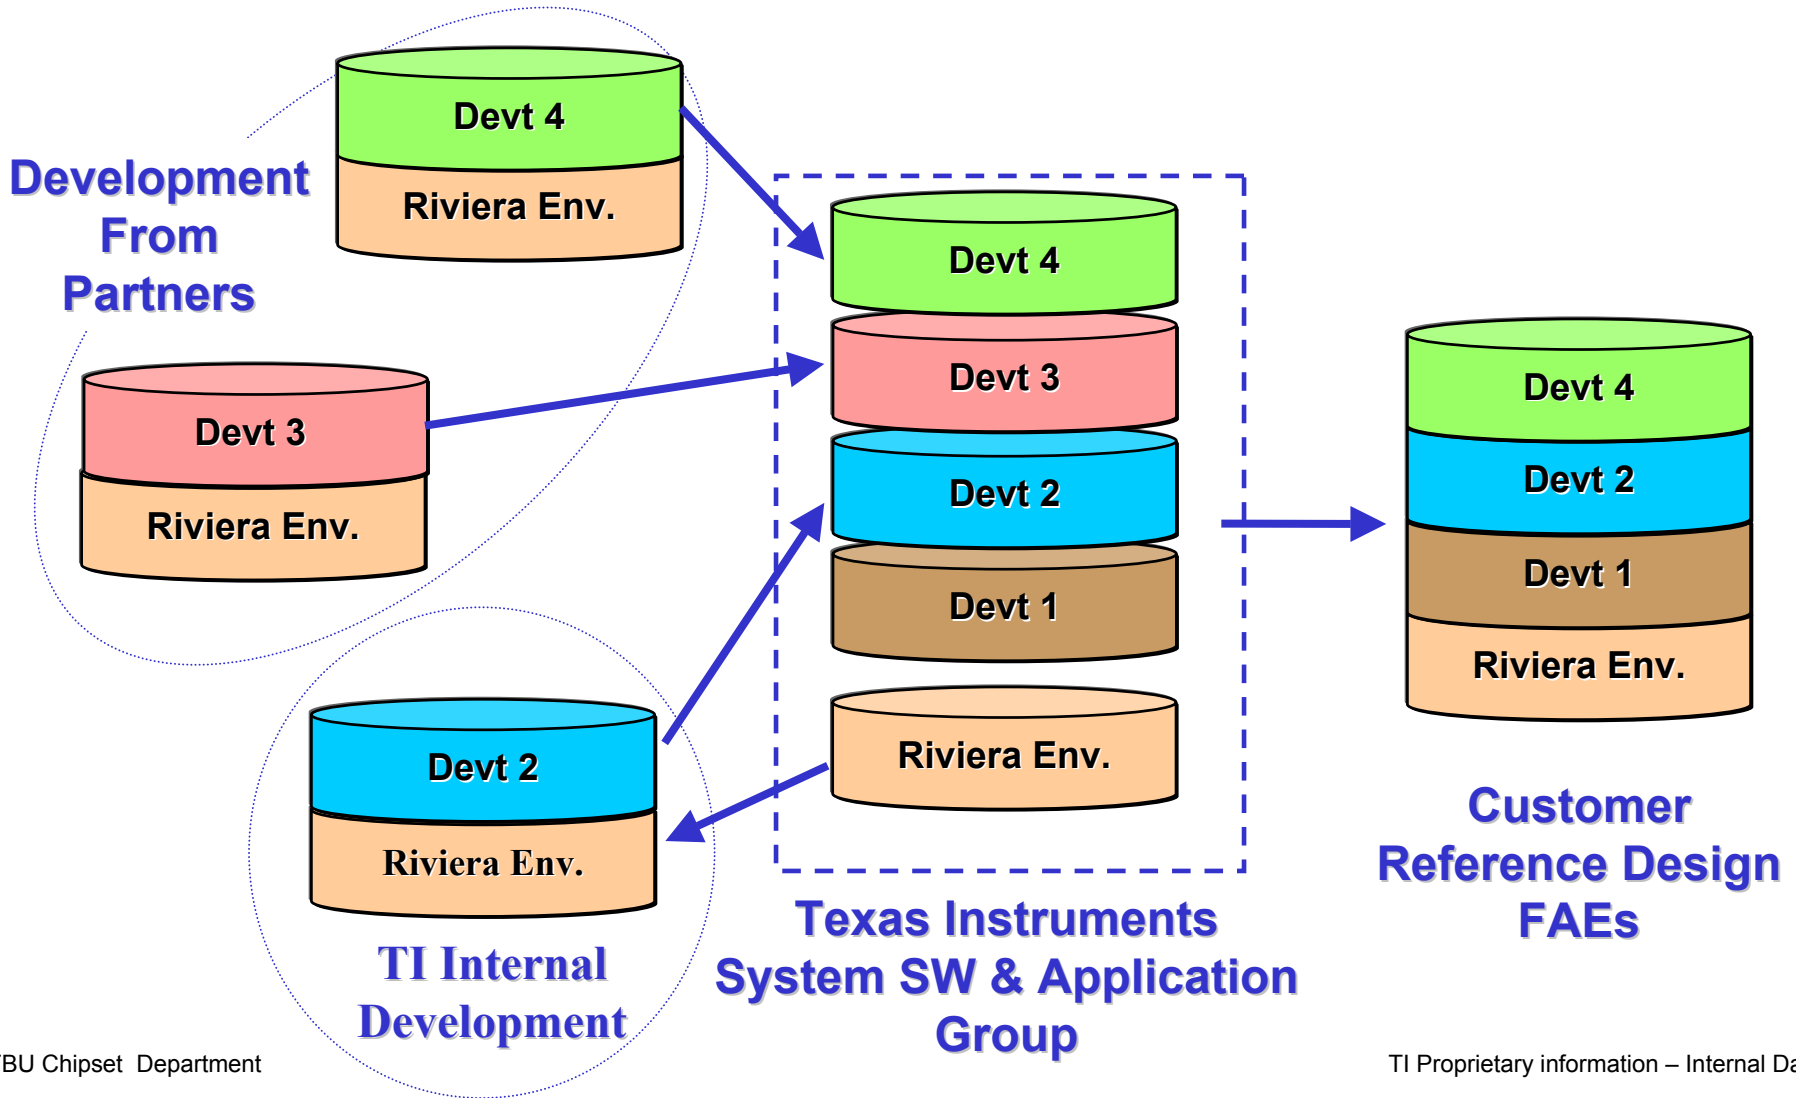 Devt 4
Riviera Env.
Development
From
Partners
Devt 3
Riviera Env.
Devt 2
Riviera Env.
TI Internal
Development
Devt 4
Devt 3
Devt 2
Devt 1
Riviera Env.
Texas Instruments
System SW & Application
Group
Devt 4
Devt 2
Devt 1
Riviera Env.
Customer
Reference Design
FAEs
BU Chipset Department
TI Proprietary information – Internal Da